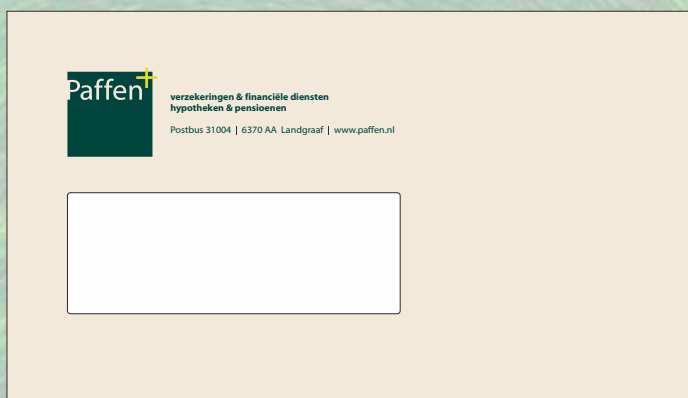 Paffen+
verzekeringen & financiële diensten
hypotheken & pensioenen
Postbus 31004 | 6370 AA Landgraaf | www.paffen.nl